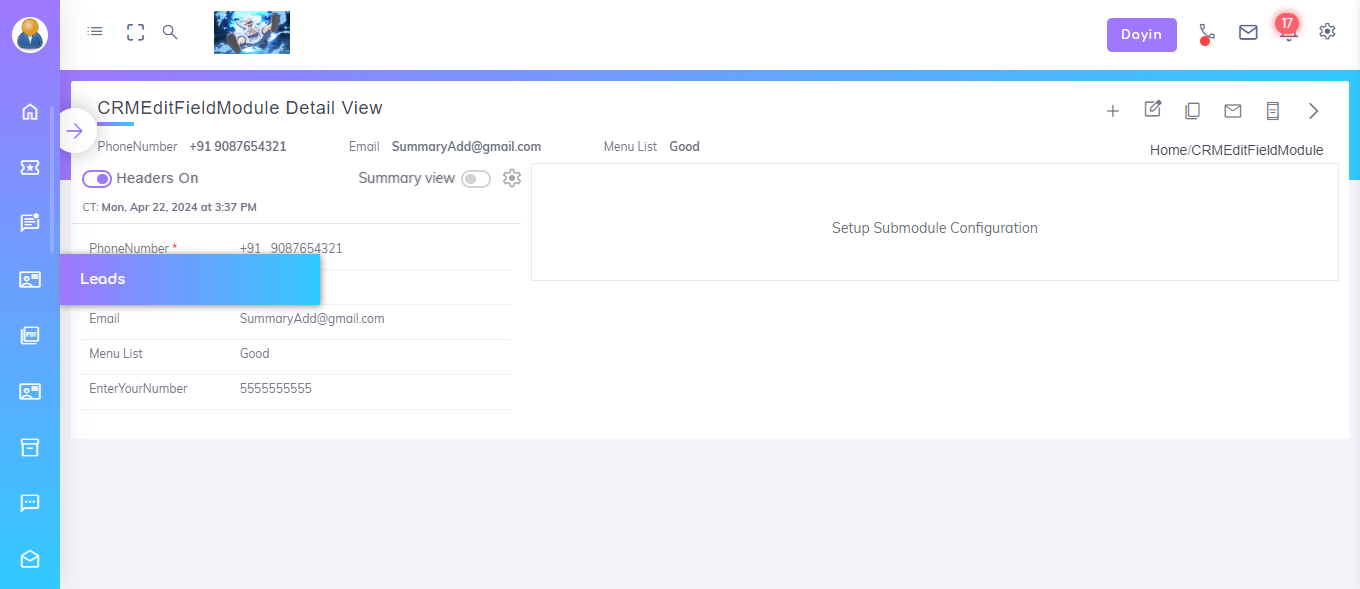 Dayin
17
CRMEditFieldModule Detail View
PhoneNumber +91 9087654321 Email SummaryAdd@gmail.com Menu List Good
Home/CRMEditFieldModule
Headers On Summary view
CT: Mon, Apr 22, 2024 at 3:37 PM
Setup Submodule Configuration
PhoneNumber * +91 9087654321
Leads
Email SummaryAdd@gmail.com
PDF
Menu List Good
EnterYourNumber 5555555555